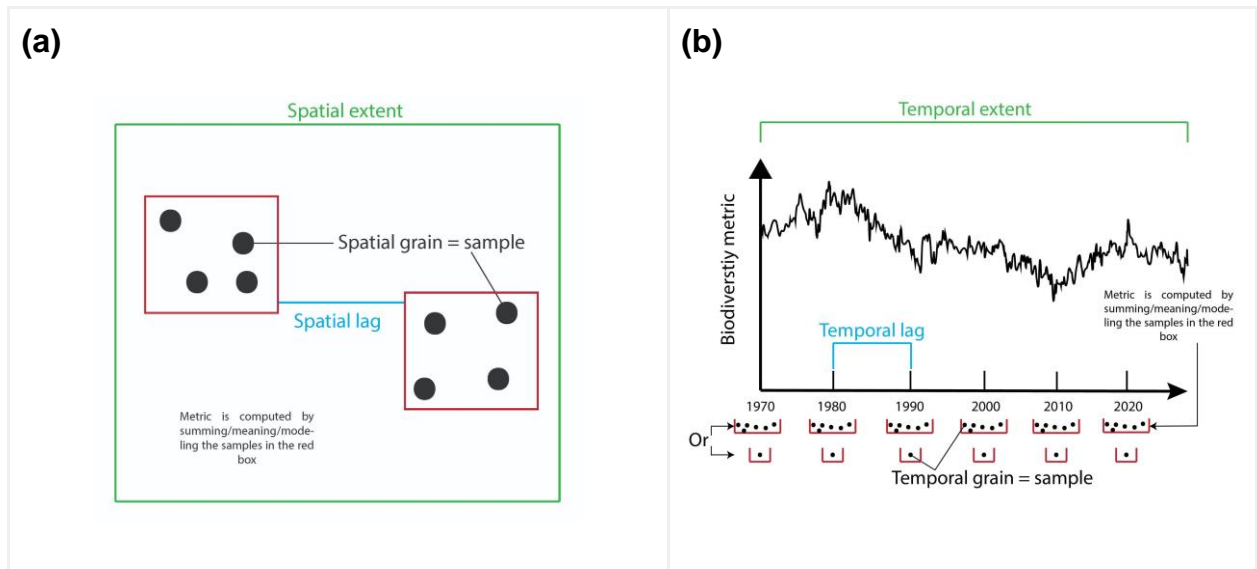 (a)
Spatial extent
Spatial grain = sample
Spatial lag
Metric is computed by
summing/meaning/mode-
ling the samples in the red
box
(b)
Temporal extent
Biodiverstiy metric
Metric is computed by
summing/meaning/mode-
ling the samples in the red
box
Temporal lag
1970 1980 1990 2000 2010 2020
Or
Temporal grain = sample